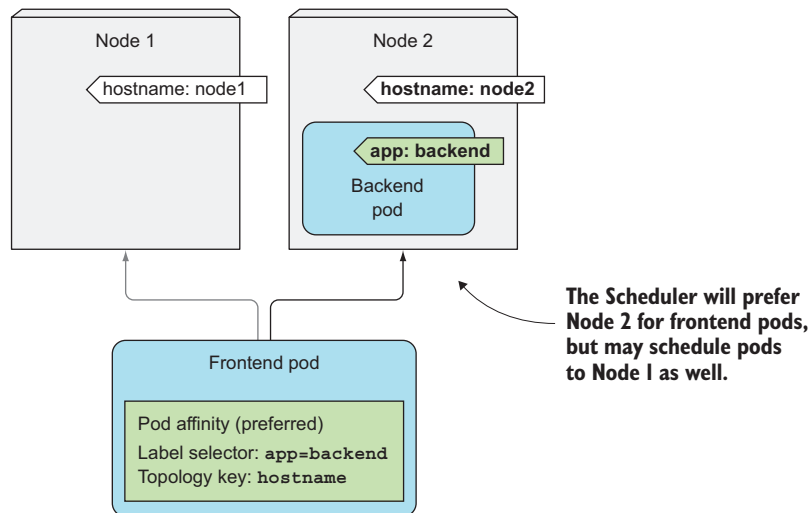 Node 1
hostname: node1
Node 2
hostname: node2
app: backend
Backend
pod
The Scheduler will prefer
Node 2 for frontend pods,
but may schedule pods
to Node 1 as well.
Frontend pod
Pod affinity (preferred)
Label selector: app=backend
Topology key: hostname